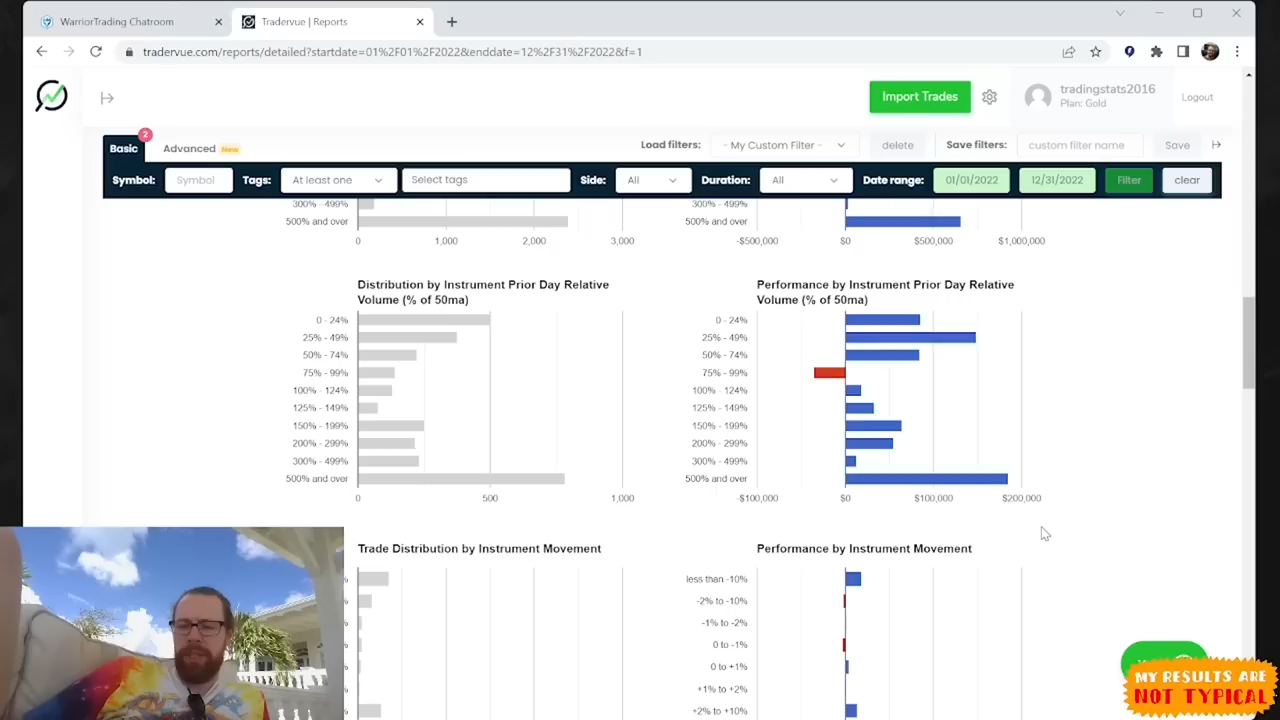 WarriorTrading Chatroom
Tradervue | Reports
tradervue.com/reports/detailed?startdate=01%2F01%2F2022&enddate=12%2F31%2F2022&f=1
Import Trades
tradingstats2016
Plan: Gold
Logout
Basic
2
Advanced
New
Load filters:
- My Custom Filter -
delete
Save filters:
custom filter name
Save
Symbol:
Symbol
Tags:
At least one
Select tags
Side:
All
Duration:
All
Date range:
01/01/2022
12/31/2022
Filter
clear
300% - 499%
500% and over
0
1,000
2,000
3,000
300% - 499%
500% and over
-$500,000
$0
$500,000
$1,000,000
Distribution by Instrument Prior Day Relative
Volume (% of 50ma)
0 - 24%
25% - 49%
50% - 74%
75% - 99%
100% - 124%
125% - 149%
150% - 199%
200% - 299%
300% - 499%
500% and over
0
500
1,000
Performance by Instrument Prior Day Relative
Volume (% of 50ma)
0 - 24%
25% - 49%
50% - 74%
75% - 99%
100% - 124%
125% - 149%
150% - 199%
200% - 299%
300% - 499%
500% and over
-$100,000
$0
$100,000
$200,000
Trade Distribution by Instrument Movement
Performance by Instrument Movement
less than -10%
-2% to -10%
-1% to -2%
0 to -1%
0 to +1%
+1% to +2%
+2% to +10%
MY RESULTS ARE
NOT TYPICAL